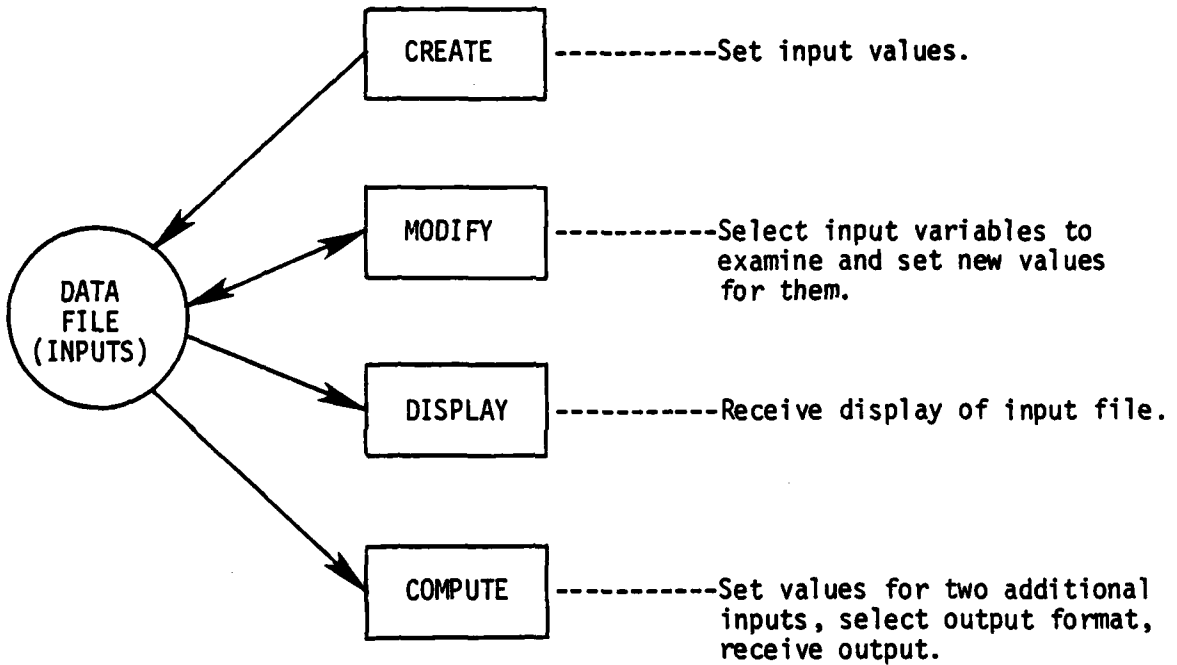 CREATE
Set input values.
MODIFY
Select input variables to
examine and set new values
for them.
DATA
FILE
(INPUTS)
DISPLAY
Receive display of input file.
COMPUTE
Set values for two additional
inputs, select output format,
receive output.